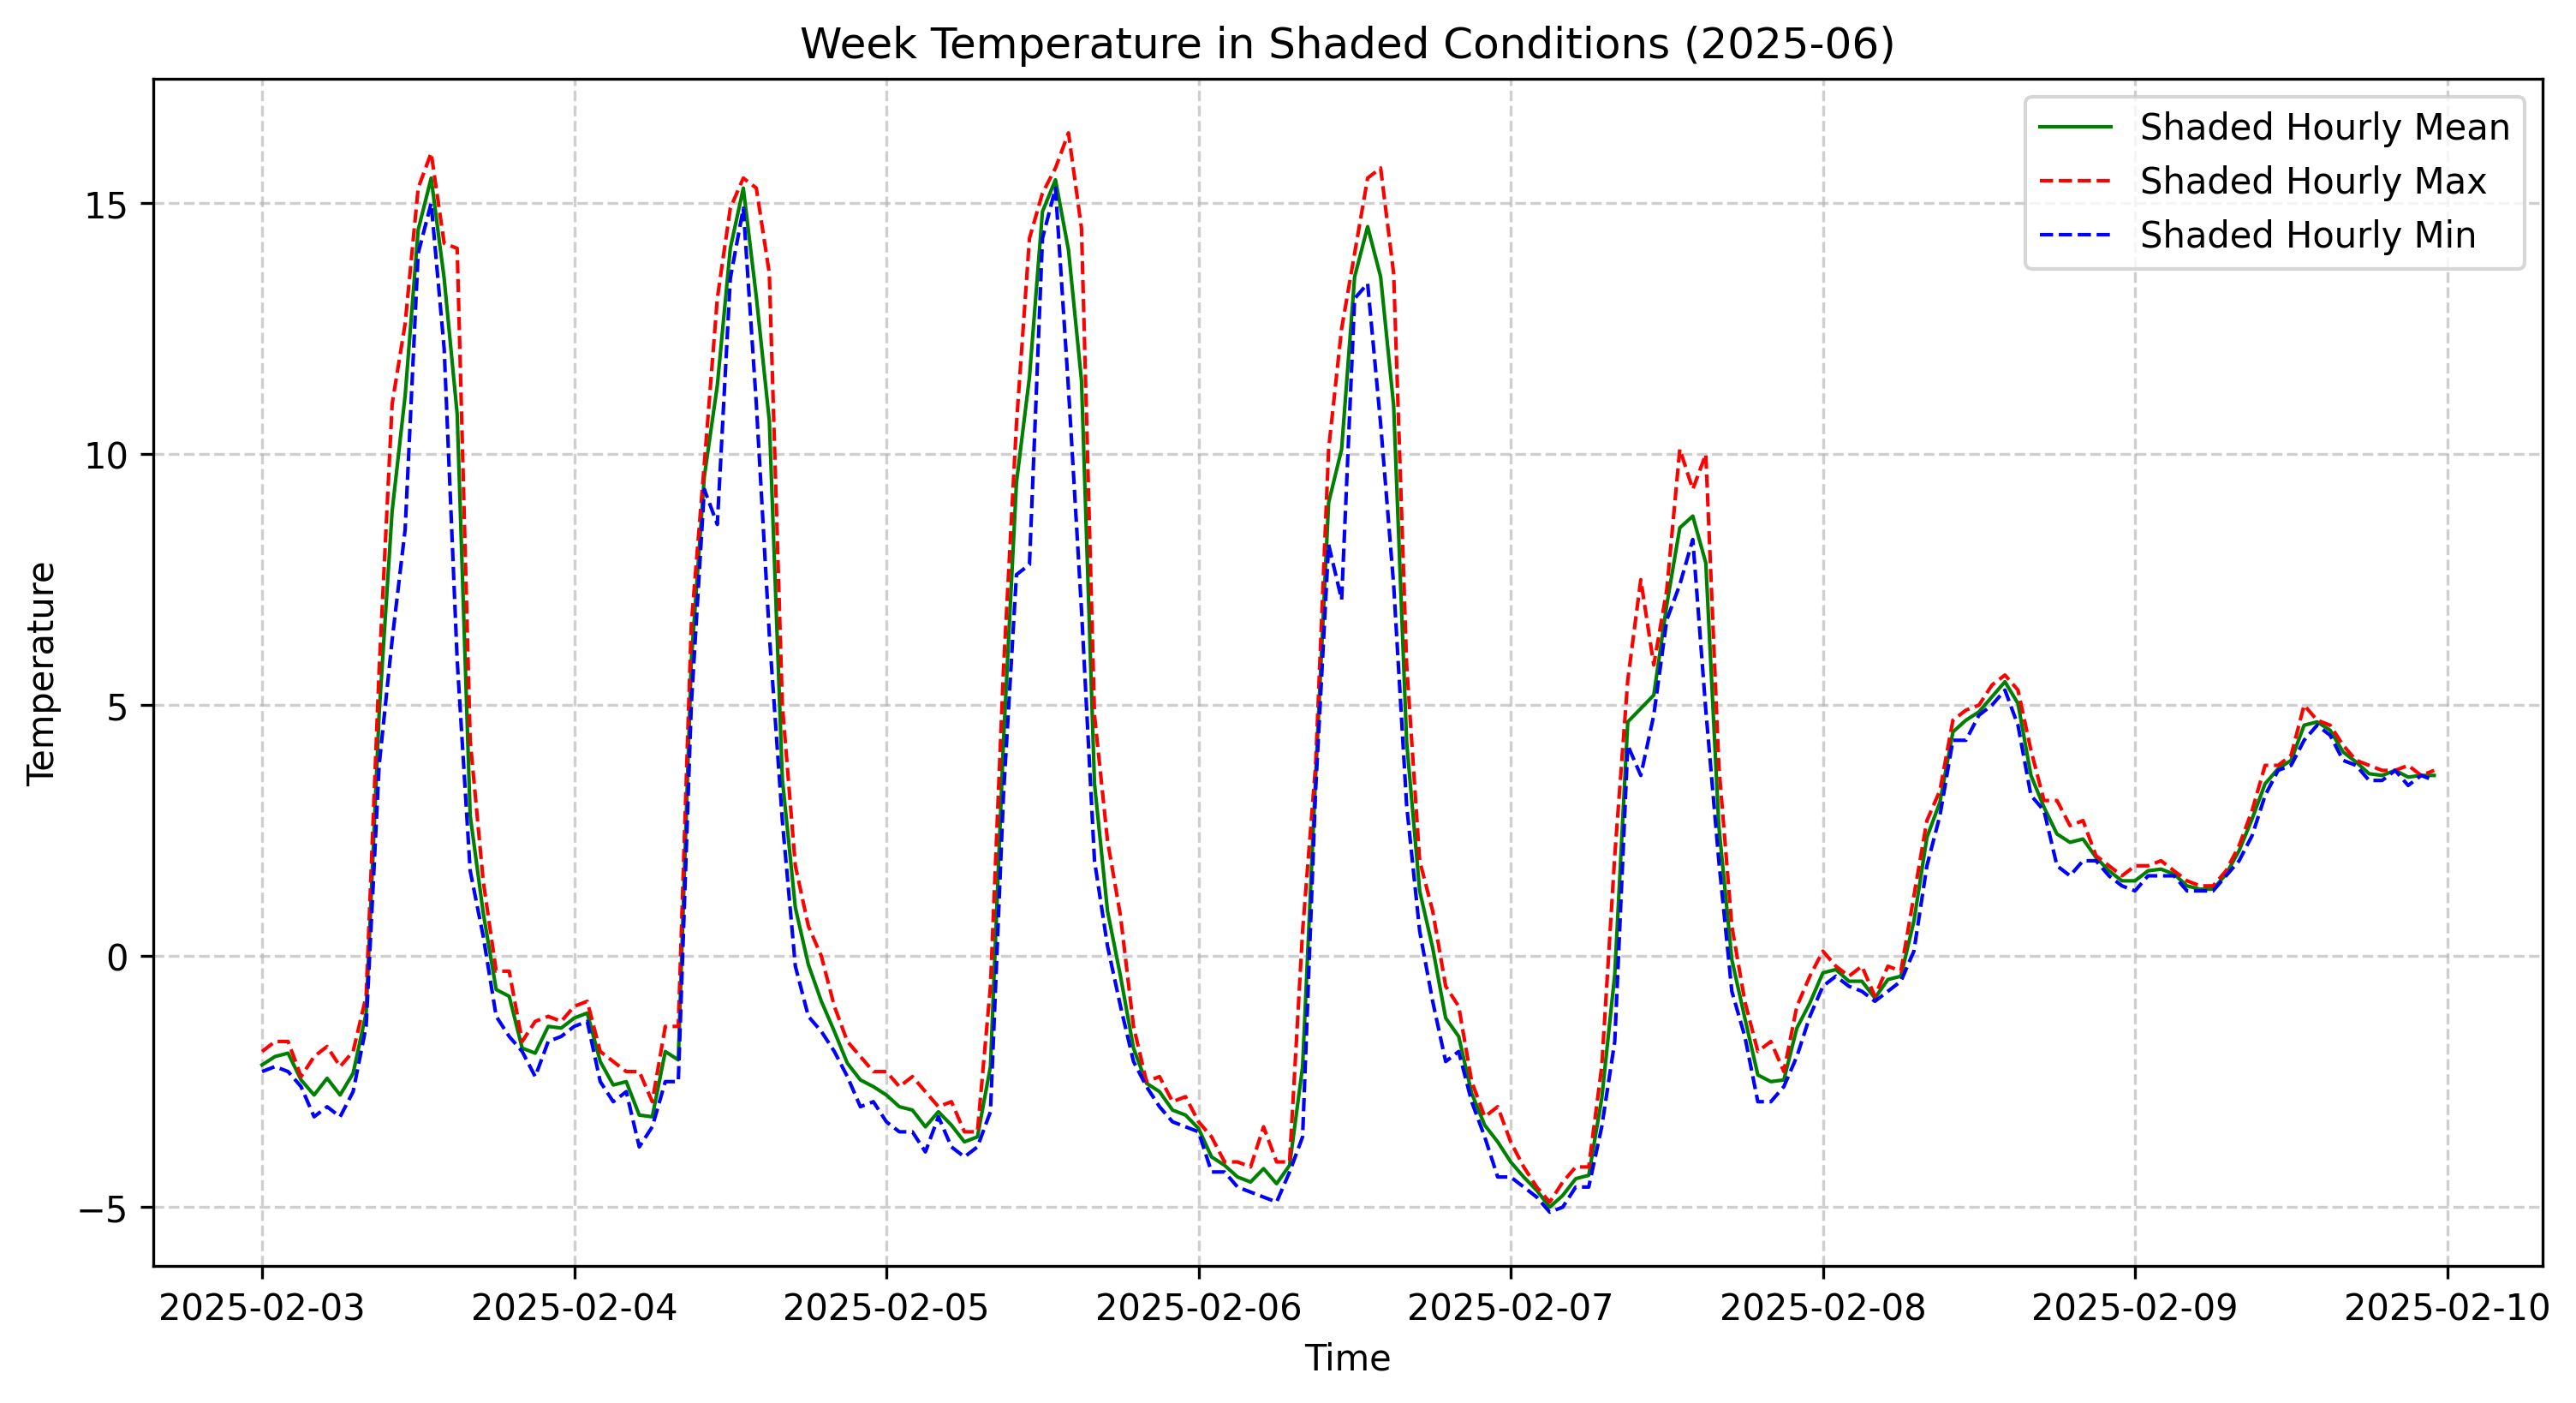 Week Temperature in Shaded Conditions (2025-06)
Shaded Hourly Mean
Shaded Hourly Max
Shaded Hourly Min
Temperature
15
10
5
0
−5
2025-02-03 2025-02-04 2025-02-05 2025-02-06 2025-02-07 2025-02-08 2025-02-09 2025-02-10
Time